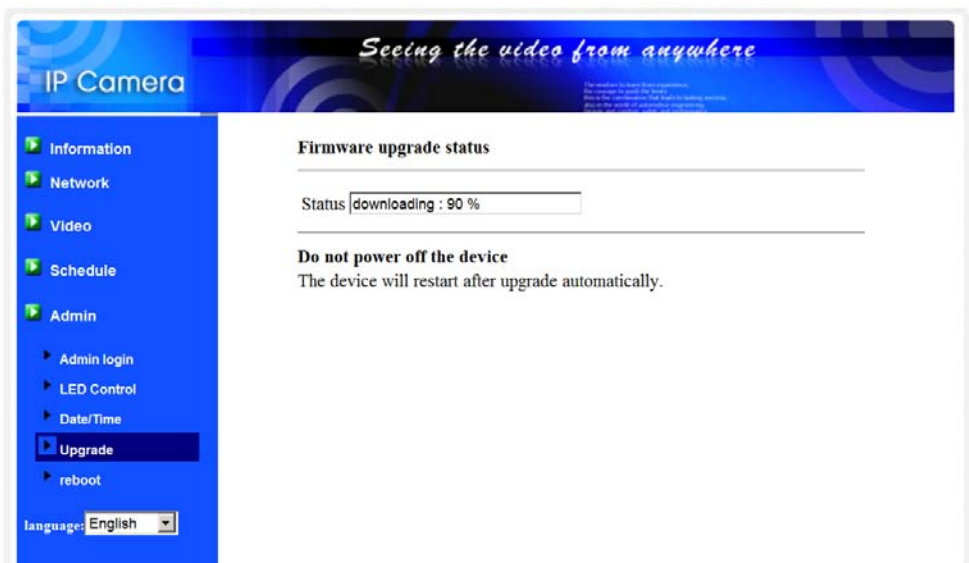 Seeing the video from anywhere
IP Camera
Information
Network
Video
Schedule
Admin
Admin login
LED Control
Date/Time
Upgrade
reboot
language: English
Firmware upgrade status
Status downloading : 90 %
Do not power off the device
The device will restart after upgrade automatically.